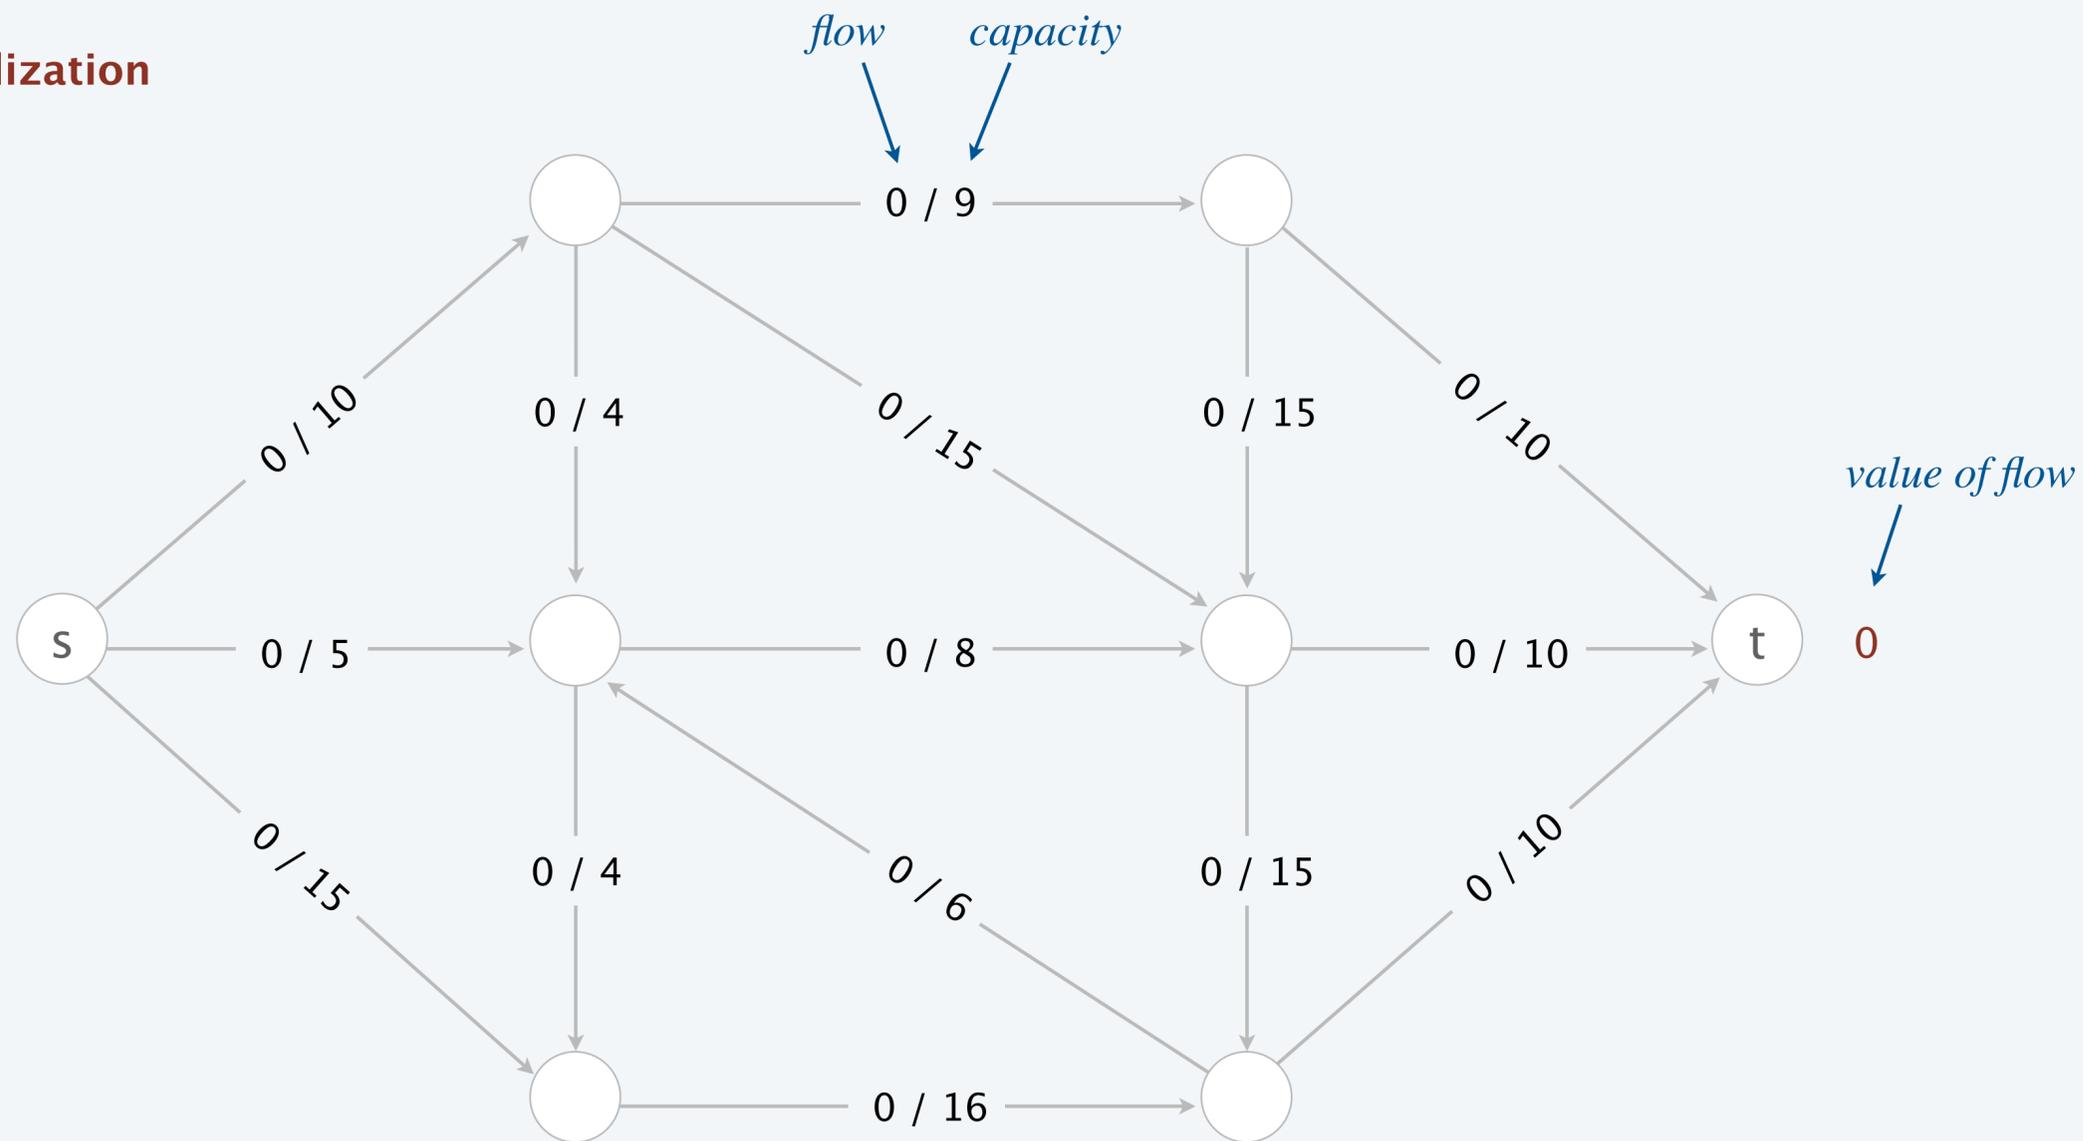 flow capacity
lization
0 / 9
0 / 10
0 / 4
0 / 15
0 / 15
0 / 10
value of flow
s
0 / 5
0 / 8
0 / 10
t
0
0 / 15
0 / 4
0 / 6
0 / 15
0 / 10
0 / 16